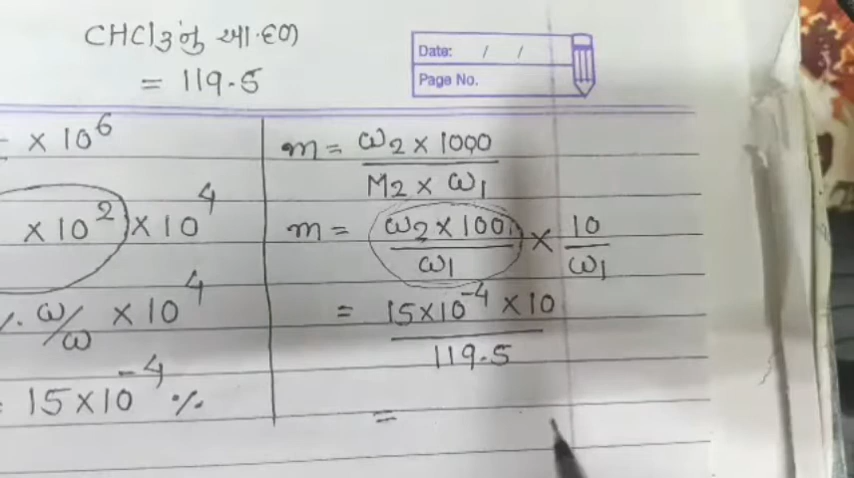 CHCl3નું આ.દળ
= 119.5
Date: / /
Page No.
= × 10^6
× 10^2) × 10^4
%. ω/ω × 10^4
= 15×10^-4 %
m = ω2 × 1000
M2 × ω1
m = ω2 × 100 × 10
ω1 ω1
= 15×10^-4 × 10
119.5
=